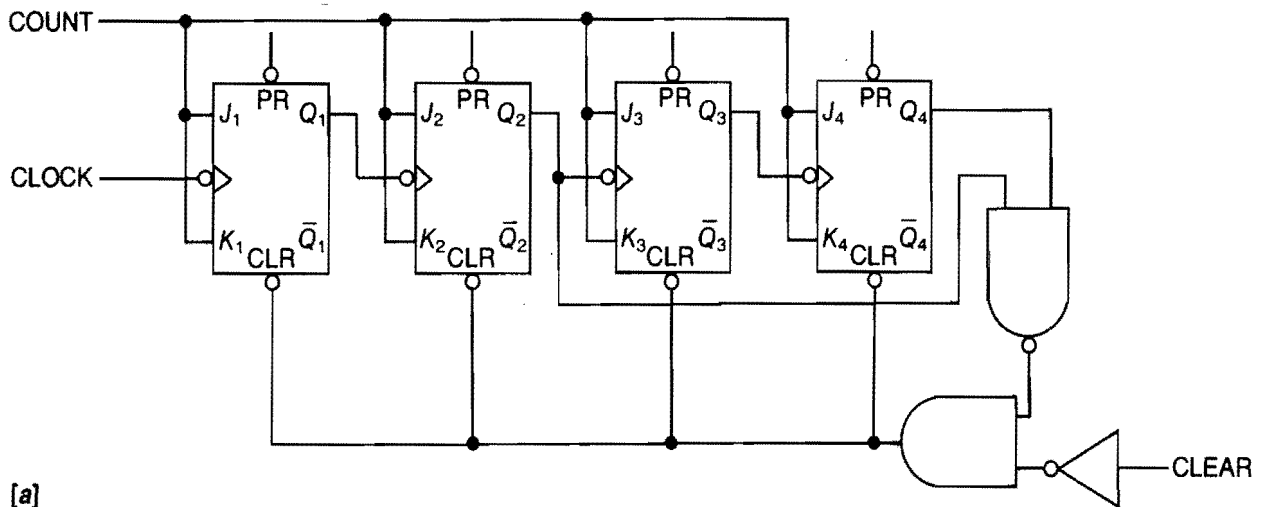 COUNT
PR PR PR PR
J₁ Q₁ J₂ Q₂ J₃ Q₃ J₄ Q₄
CLOCK
K₁ Q̅₁ K₂ Q̅₂ K₃ Q̅₃ K₄ Q̅₄
CLR CLR CLR CLR
CLEAR
[a]